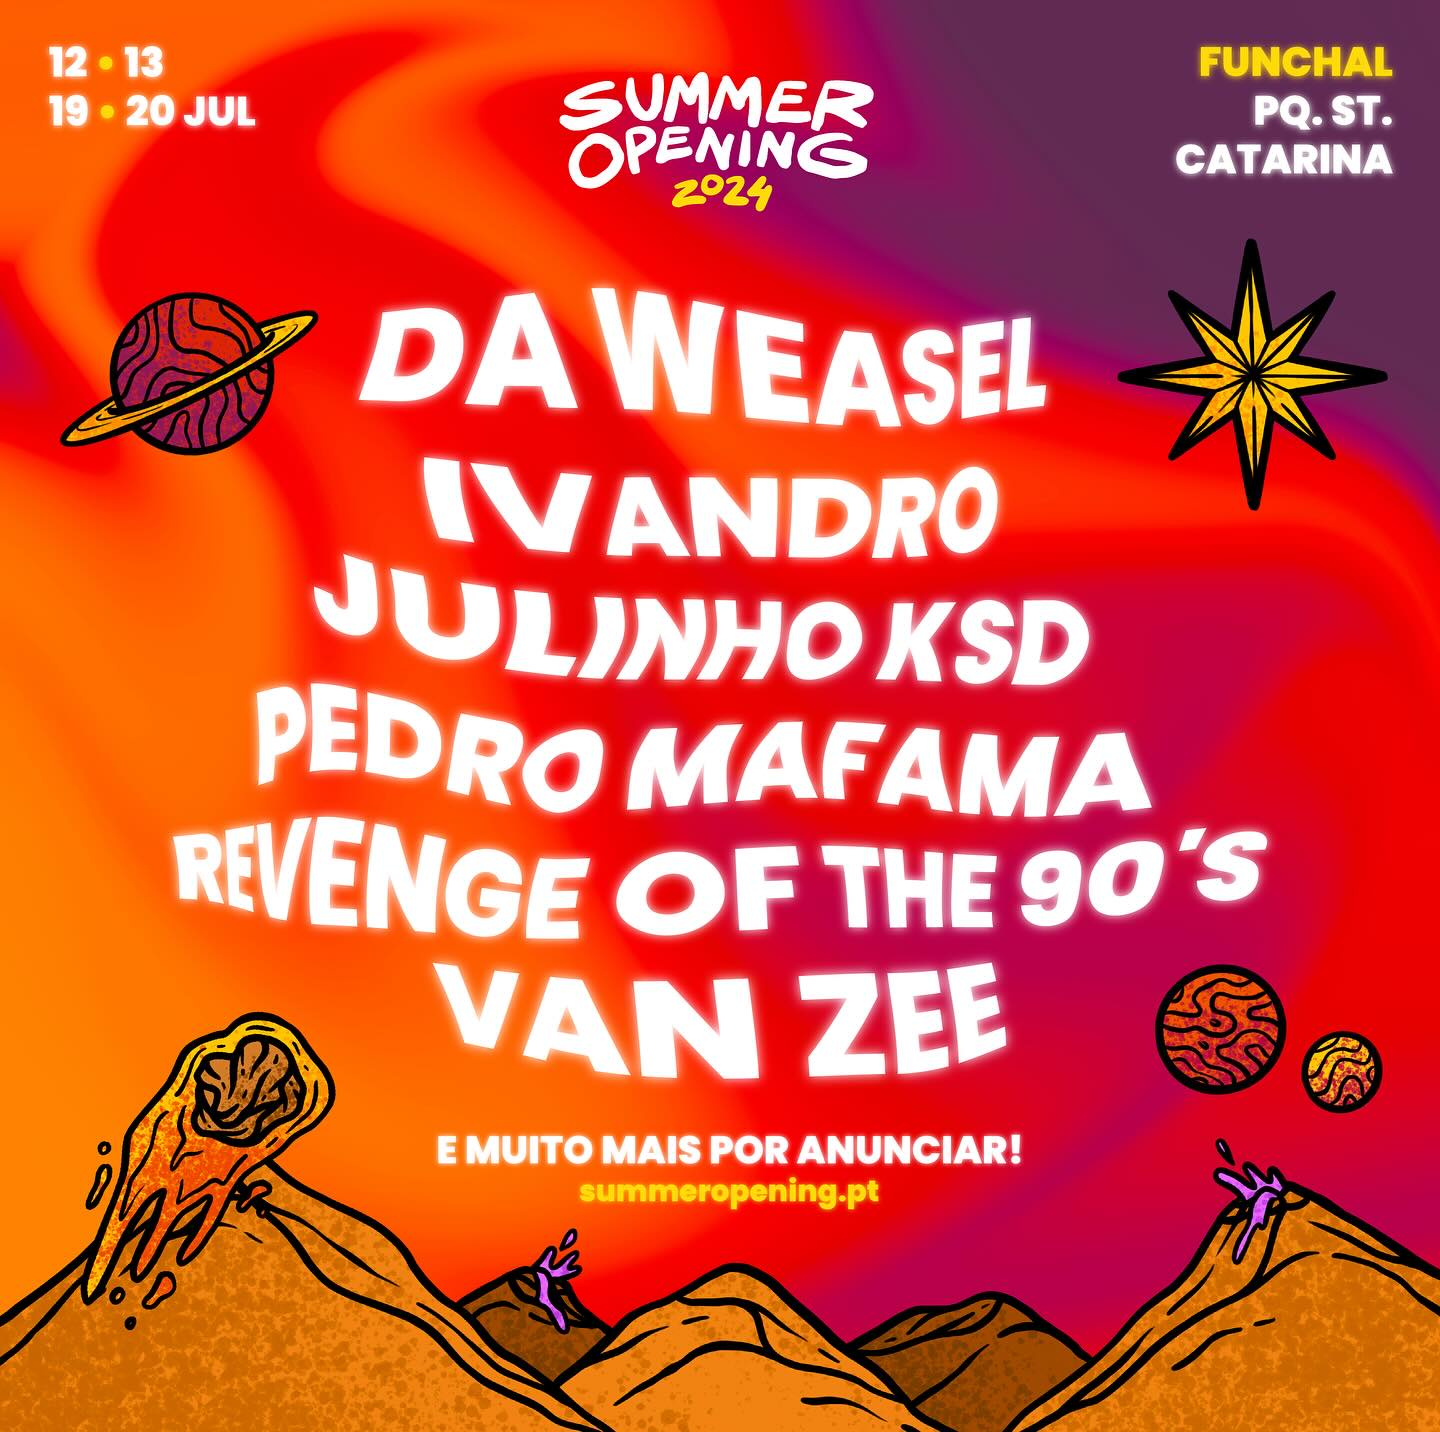 12 • 13
19 • 20 JUL
SUMMER
OPENING
2024
FUNCHAL
PQ. ST.
CATARINA
DA WEASEL
IVANDRO
JULINHO KSD
PEDRO MAFAMA
REVENGE OF THE 90'S
VAN ZEE
E MUITO MAIS POR ANUNCIAR!
summeropening.pt